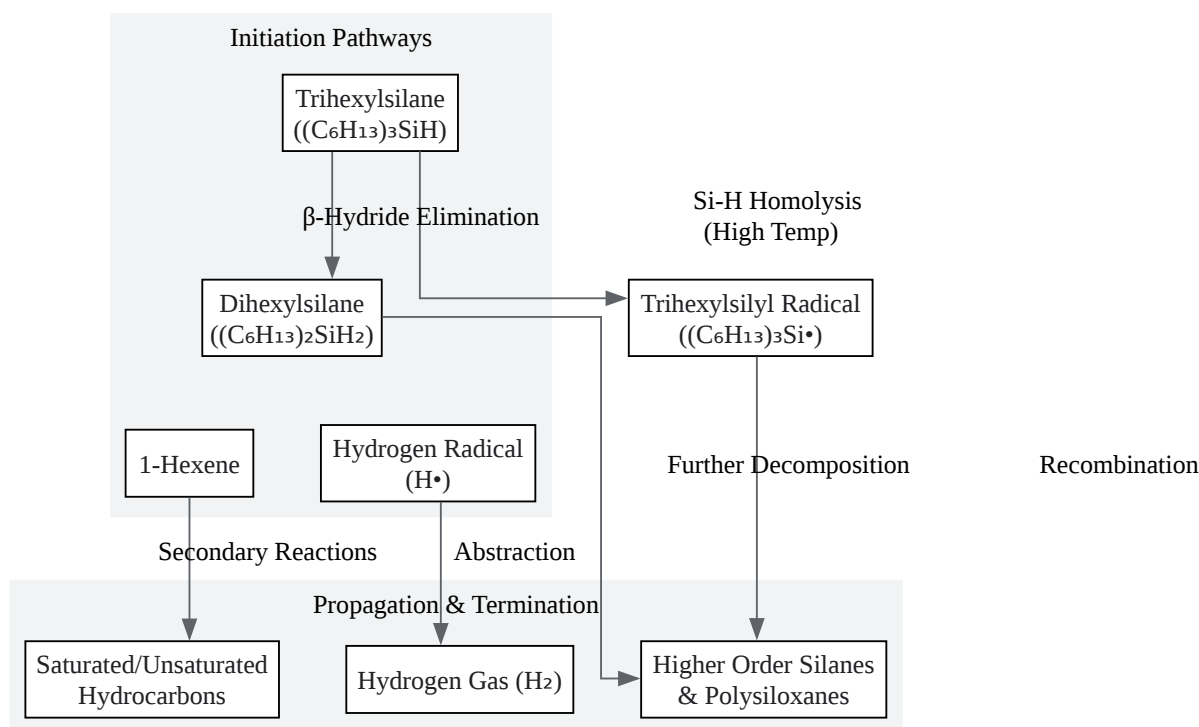 Initiation Pathways
Trihexylsilane
((C₆H₁₃)₃SiH)
β-Hydride Elimination
Si-H Homolysis
(High Temp)
Dihexylsilane
((C₆H₁₃)₂SiH₂)
Trihexylsilyl Radical
((C₆H₁₃)₃Si•)
1-Hexene
Hydrogen Radical
(H•)
Further Decomposition
Recombination
Secondary Reactions
Abstraction
Propagation & Termination
Saturated/Unsaturated
Hydrocarbons
Hydrogen Gas (H₂)
Higher Order Silanes
& Polysiloxanes